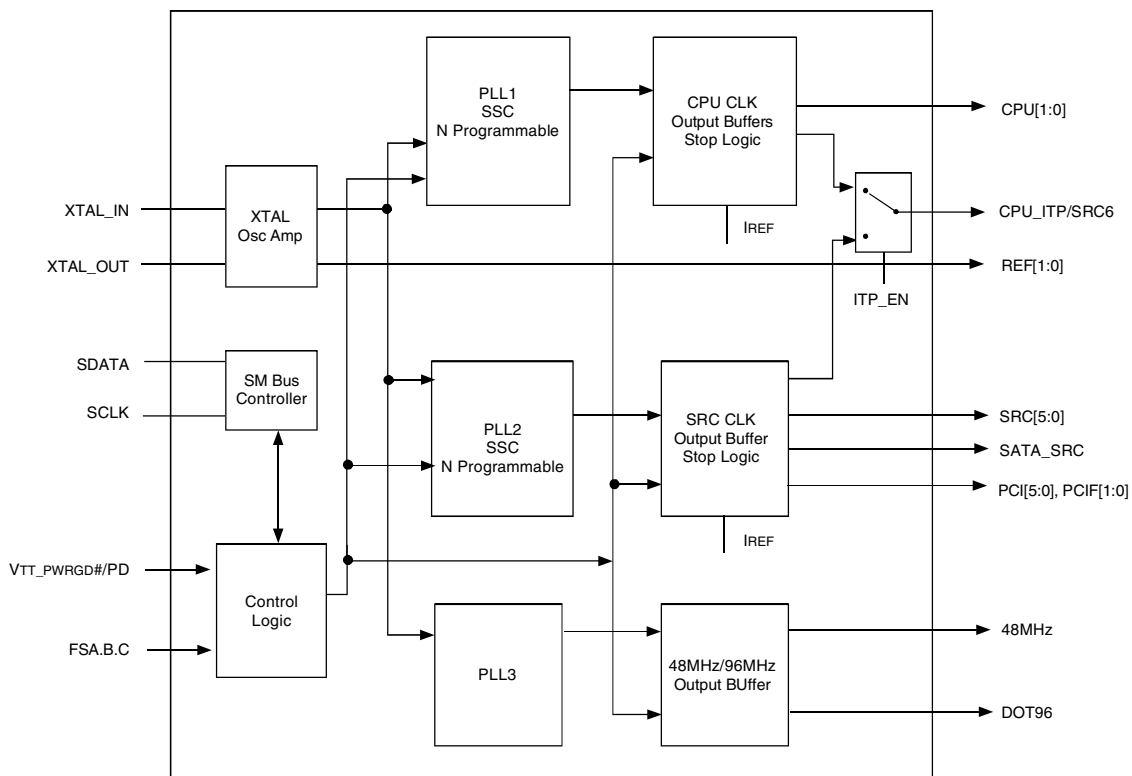 PLL1
SSC
N Programmable
CPU CLK
Output Buffers
Stop Logic
CPU[1:0]
XTAL_IN
XTAL
Osc Amp
XTAL_OUT
IREF
CPU_ITP/SRC6
REF[1:0]
ITP_EN
SDATA
SM Bus
Controller
SCLK
PLL2
SSC
N Programmable
SRC CLK
Output Buffer
Stop Logic
SRC[5:0]
SATA_SRC
PCI[5:0], PCIF[1:0]
IREF
VTT_PWRGD#/PD
Control
Logic
FSA.B.C
PLL3
48MHz/96MHz
Output BUffer
48MHz
DOT96